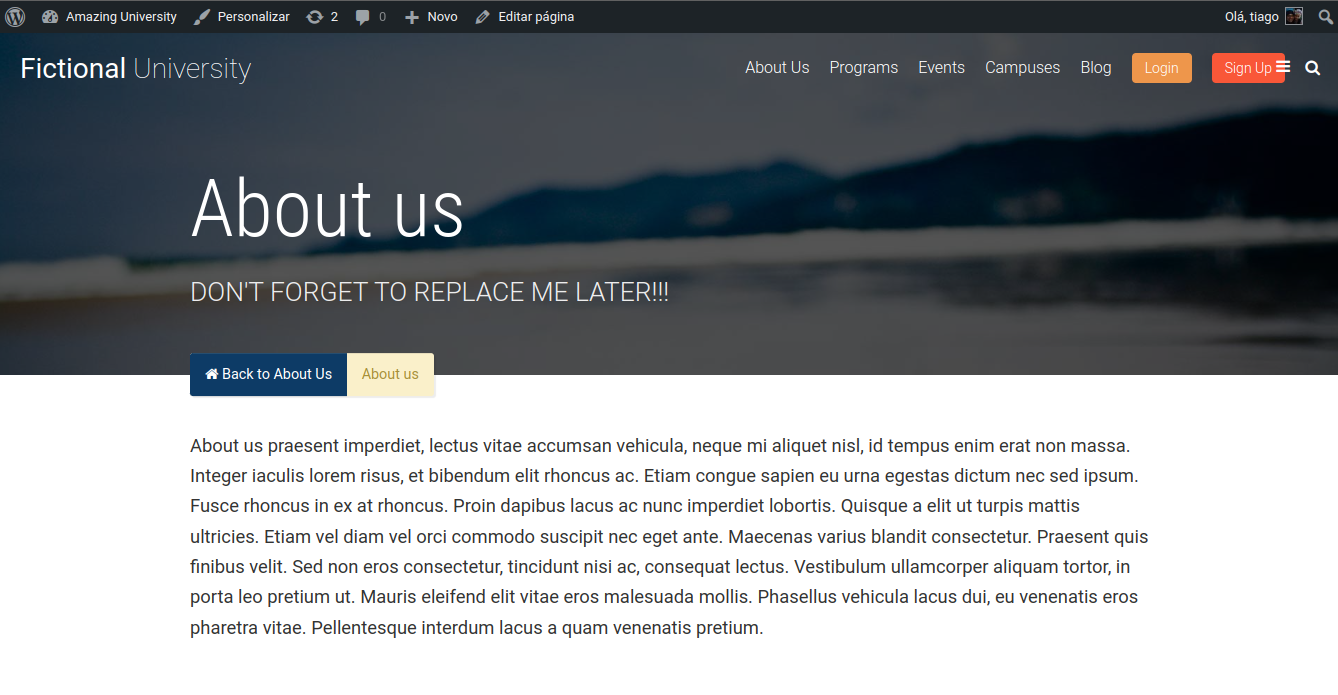 Amazing University Personalizar 2 0 Novo Editar página Olá, tiago
Fictional University About Us Programs Events Campuses Blog Login Sign Up
About us
DON'T FORGET TO REPLACE ME LATER!!!
Back to About Us About us
About us praesent imperdiet, lectus vitae accumsan vehicula, neque mi aliquet nisl, id tempus enim erat non massa.
Integer iaculis lorem risus, et bibendum elit rhoncus ac. Etiam congue sapien eu urna egestas dictum nec sed ipsum.
Fusce rhoncus in ex at rhoncus. Proin dapibus lacus ac nunc imperdiet lobortis. Quisque a elit ut turpis mattis
ultricies. Etiam vel diam vel orci commodo suscipit nec eget ante. Maecenas varius blandit consectetur. Praesent quis
finibus velit. Sed non eros consectetur, tincidunt nisi ac, consequat lectus. Vestibulum ullamcorper aliquam tortor, in
porta leo pretium ut. Mauris eleifend elit vitae eros malesuada mollis. Phasellus vehicula lacus dui, eu venenatis eros
pharetra vitae. Pellentesque interdum lacus a quam venenatis pretium.